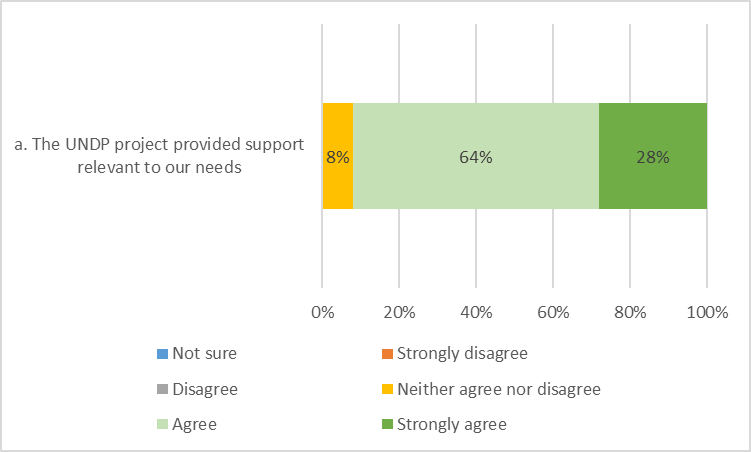 a. The UNDP project provided support
relevant to our needs
8%
64%
28%
0%
20%
40%
60%
80%
100%
Not sure
Strongly disagree
Disagree
Neither agree nor disagree
Agree
Strongly agree